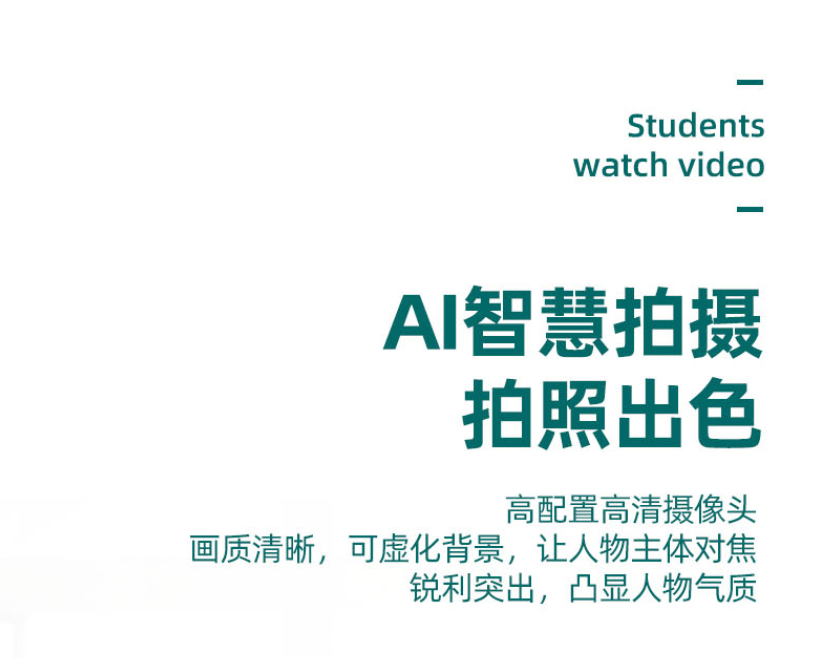 Students
watch video
AI智慧拍摄
拍照出色
高配置高清摄像头
画质清晰，可虚化背景，让人物主体对焦
锐利突出，凸显人物气质